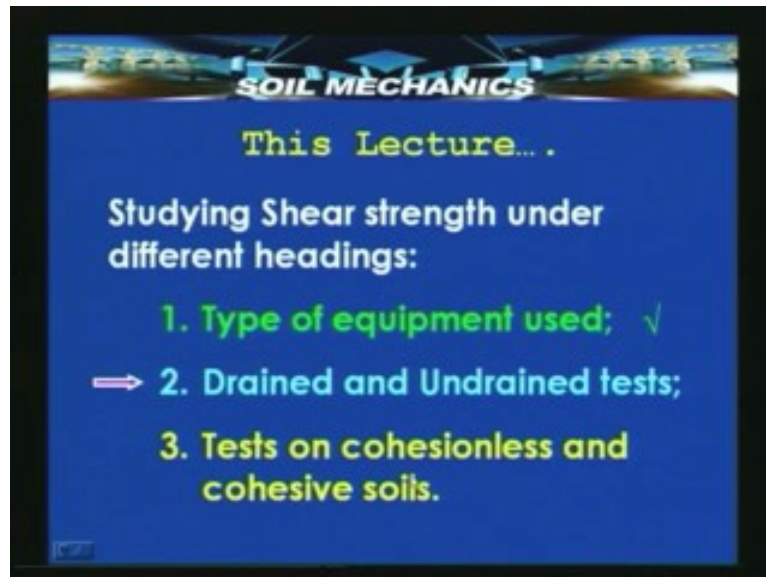 SOIL MECHANICS
This Lecture... .
Studying Shear strength under
different headings:
1. Type of equipment used; √
⇨ 2. Drained and Undrained tests;
3. Tests on cohesionless and
cohesive soils.